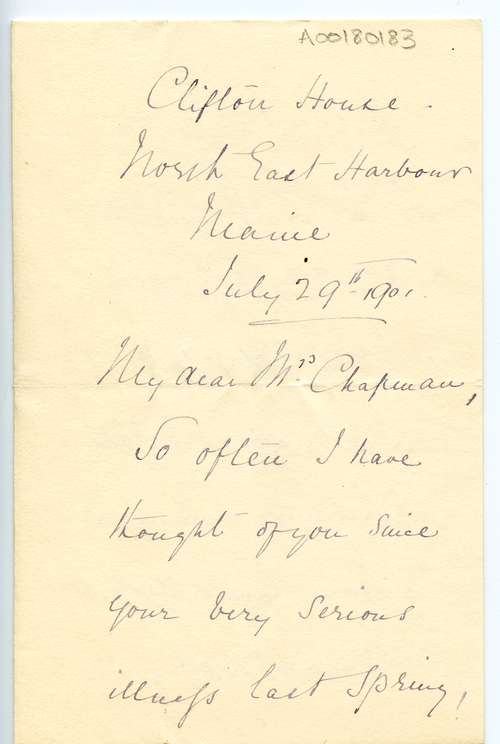 A00180183
Clifton House -
North East Harbour
Maine
July 29th 1901.
My dear Mrs Chapman,
So often I have
thought of you since
your very serious
illness last Spring,